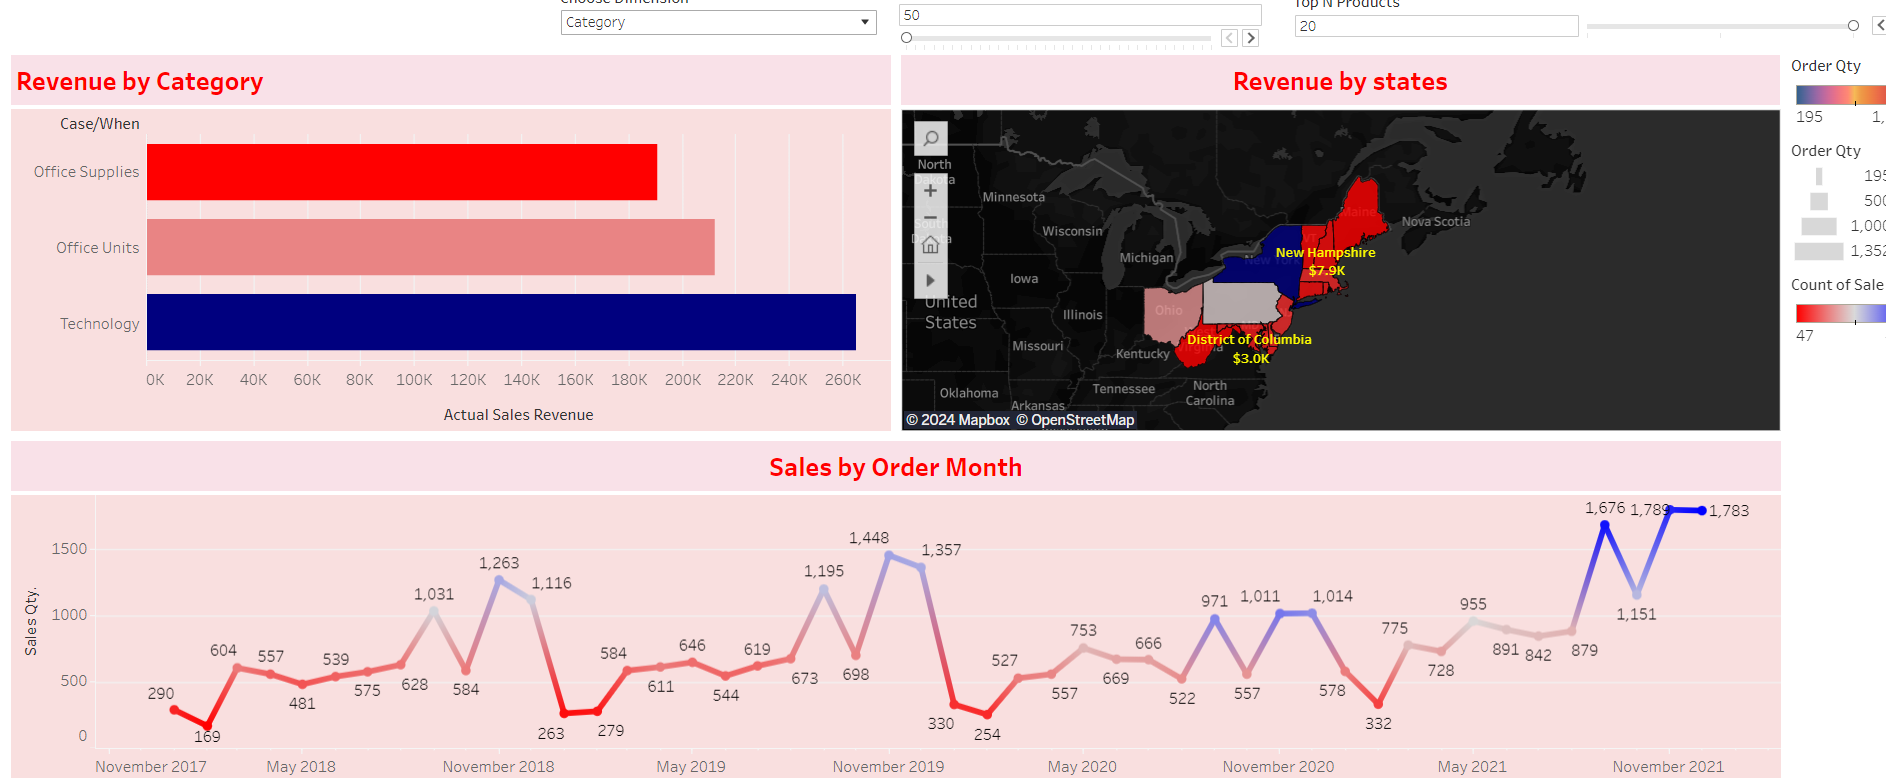 Choose Dimension
Category
50
Top N Products
20
Revenue by Category
Case/When
Office Supplies
Office Units
Technology
0K 20K 40K 60K 80K 100K 120K 140K 160K 180K 200K 220K 240K 260K
Actual Sales Revenue
Revenue by states
North
Dakota
South
Dakota
Minnesota
Wisconsin
Michigan
Iowa
United
States
Illinois
Missouri
Kentucky
Oklahoma
Arkansas
Tennessee
North
Carolina
Ohio
Virginia
New York
Maine
Nova Scotia
New Hampshire
$7.9K
District of Columbia
$3.0K
© 2024 Mapbox © OpenStreetMap
Order Qty
195 1,
Order Qty
195
500
1,000
1,352
Count of Sale
47
Sales by Order Month
Sales Qty.
1500
1000
500
0
290
169
604
557
481
539
575
628
1,031
584
1,263
1,116
263
279
584
611
646
544
619
673
1,195
698
1,448
1,357
330
254
527
557
753
669
666
522
971
557
1,011
1,014
578
332
775
728
955
891
842
879
1,676
1,151
1,789
1,783
November 2017 May 2018 November 2018 May 2019 November 2019 May 2020 November 2020 May 2021 November 2021